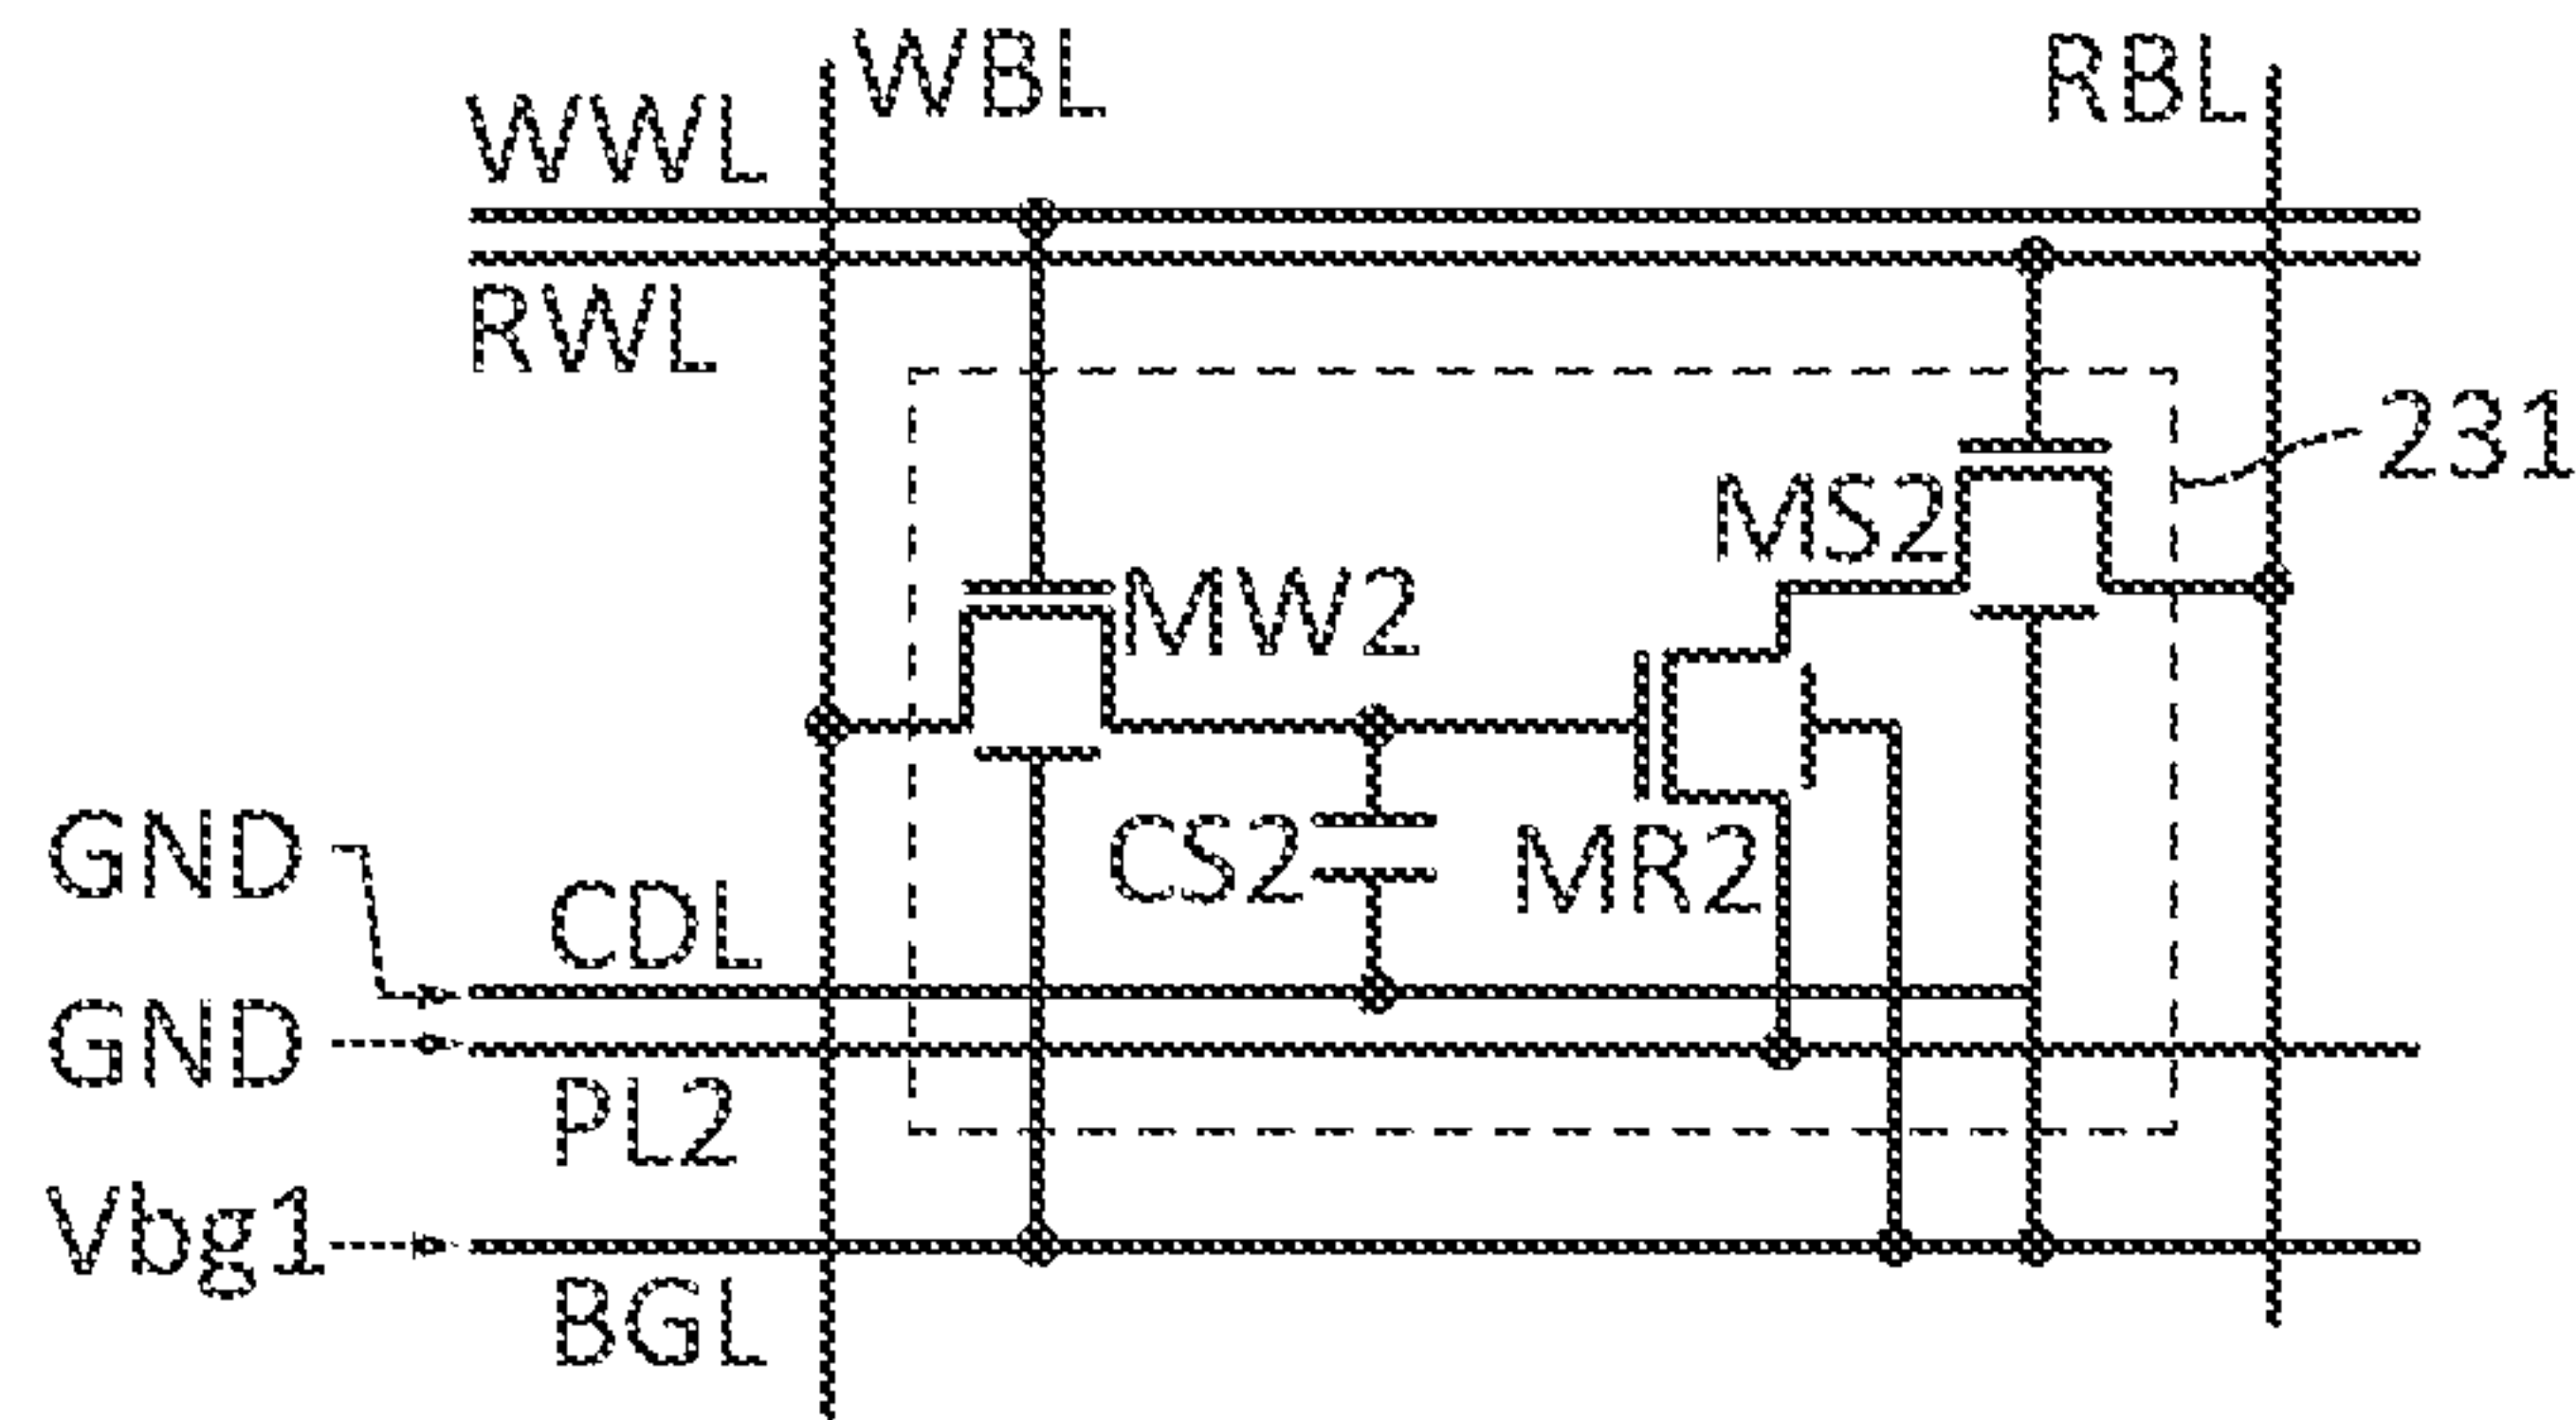 WBL
RBL
WWL
RWL
231
MS2
MW2
GND
CS2
MR2
CDL
GND
PL2
Vbg1
BGL